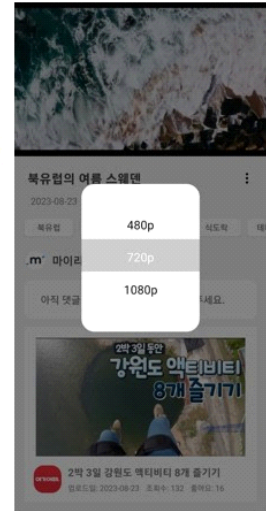 북유럽의 여름 스웨덴
2023-08-23
북유럽
식도락
480p
720p
1080p
.m 마이리
아직 댓글
세요.
2박 3일 동안
강원도 액티비티
8개 즐기기
2박 3일 강원도 액티비티 8개 즐기기
업로드일: 2023-08-23 조회수: 132 좋아요: 16